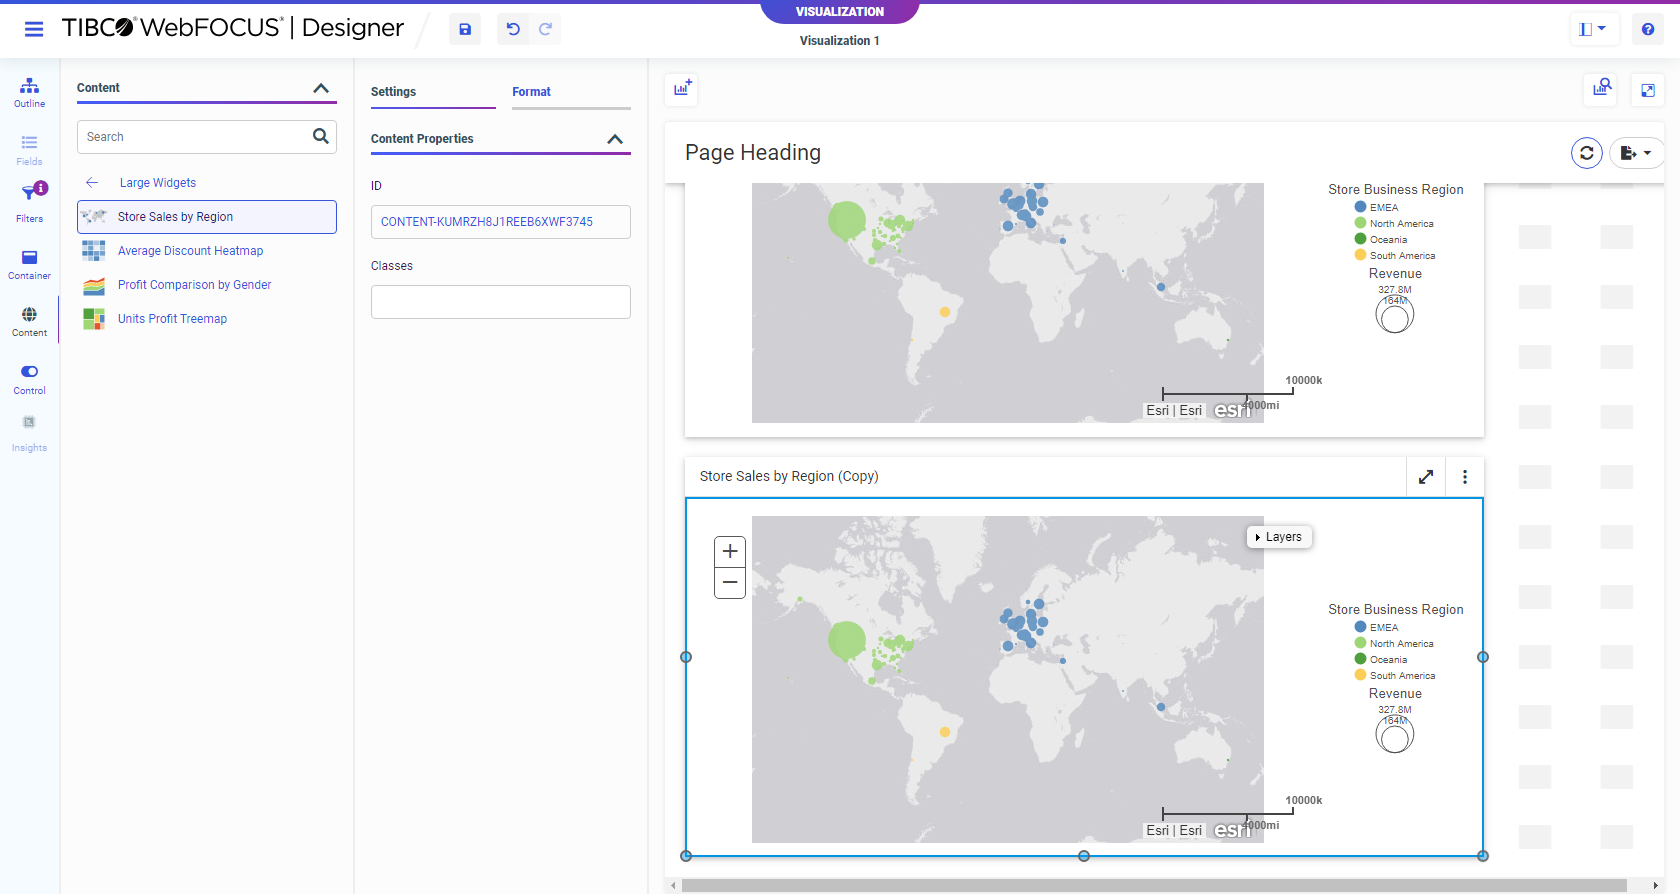 TIBCO® WebFOCUS® | Designer
VISUALIZATION
Visualization 1
Outline
Fields
Filters
Container
Content
Control
Insights
Content
Search
Large Widgets
Store Sales by Region
Average Discount Heatmap
Profit Comparison by Gender
Units Profit Treemap
Settings
Format
Content Properties
ID
CONTENT-KUMRZH8J1REEB6XWF3745
Classes
Page Heading
Store Business Region
EMEA
North America
Oceania
South America
Revenue
327.8M
164M
10000k
4000mi
Esri | Esri
esri
Store Sales by Region (Copy)
Layers
Store Business Region
EMEA
North America
Oceania
South America
Revenue
327.8M
164M
10000k
4000mi
Esri | Esri
esri